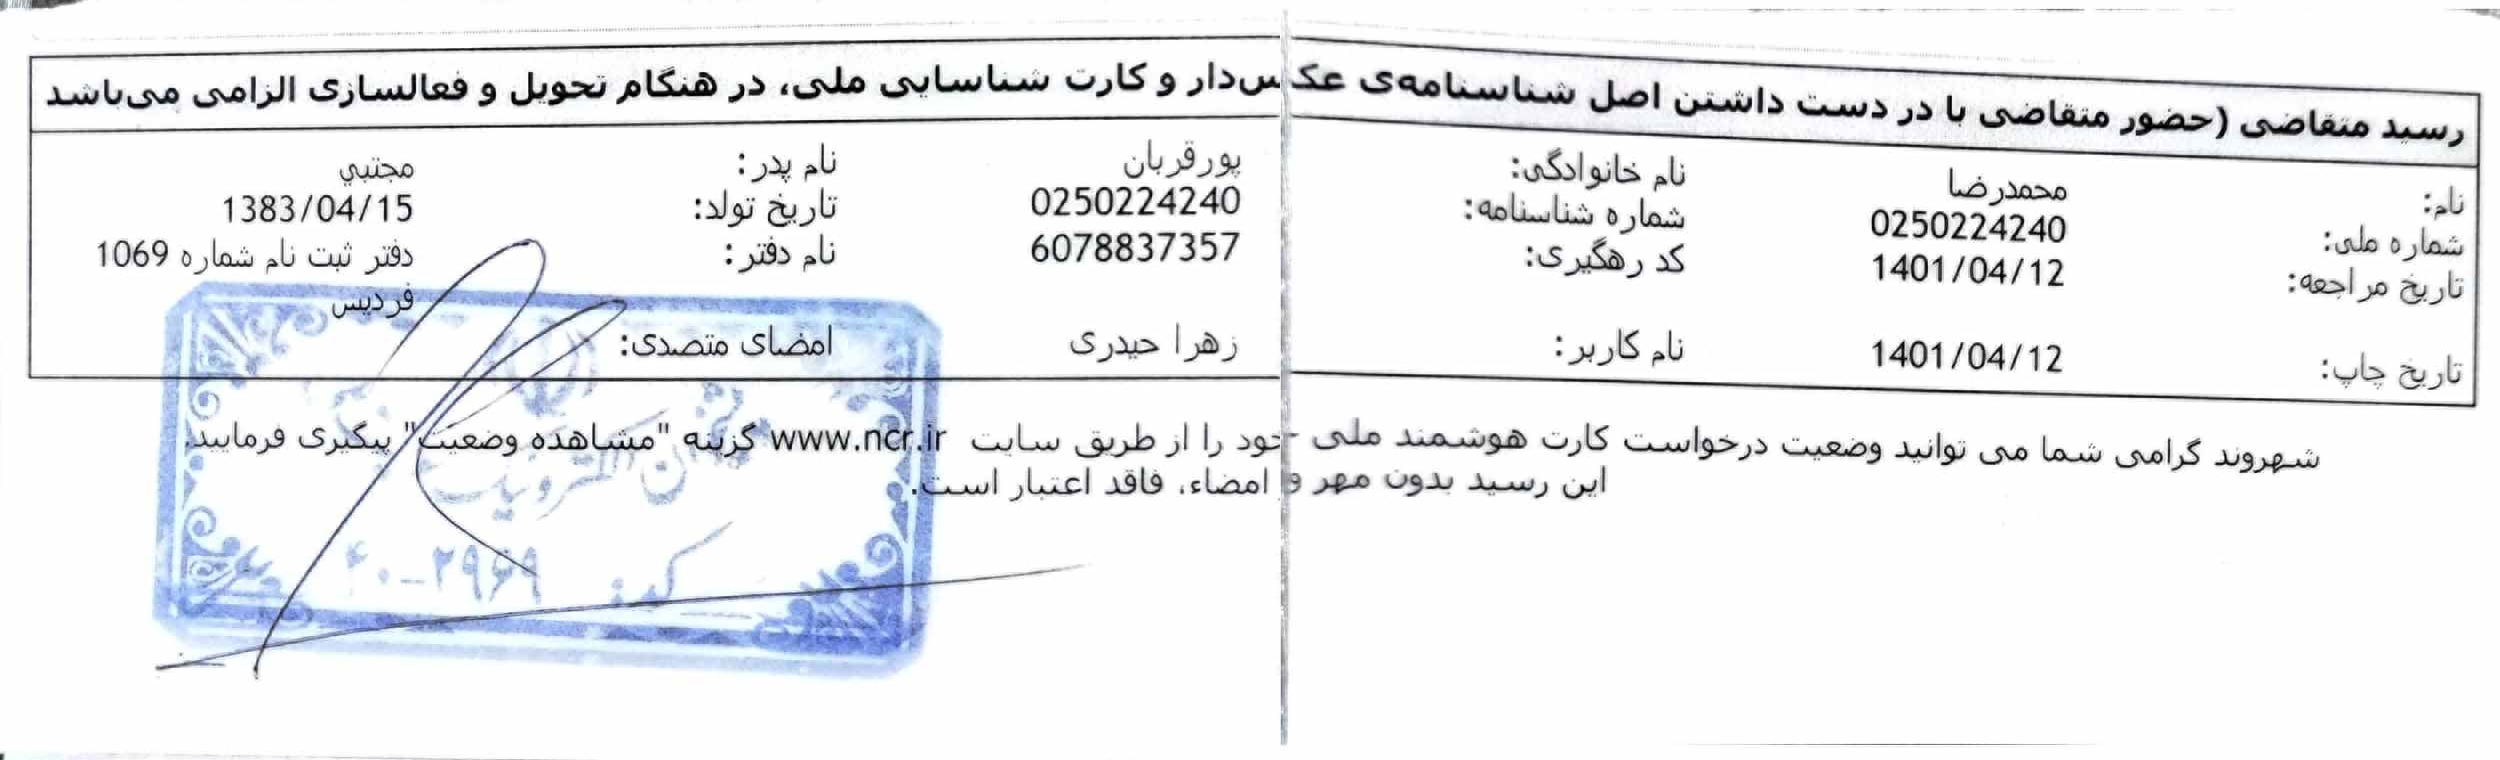 رسید متقاضی (حضور متقاضی با در دست داشتن اصل شناسنامه‌ی عکس‌دار و کارت شناسایی ملی، در هنگام تحویل و فعالسازی الزامی می‌باشد
نام: محمدرضا نام خانوادگی: پورقربان نام پدر: مجتبي
شماره ملی: 0250224240 شماره شناسنامه: 0250224240 تاریخ تولد: 1383/04/15
تاریخ مراجعه: 1401/04/12 کد رهگیری: 6078837357 نام دفتر: دفتر ثبت نام شماره 1069
فردیس
تاریخ چاپ: 1401/04/12 نام کاربر: زهرا حیدری امضای متصدی:
شهروند گرامی شما می توانید وضعیت درخواست کارت هوشمند ملی خود را از طریق سایت www.ncr.ir گزینه "مشاهده وضعیت" پیگیری فرمایید.
این رسید بدون مهر و امضاء، فاقد اعتبار است.
الکترونیک
۴۰-۲۹۶۹